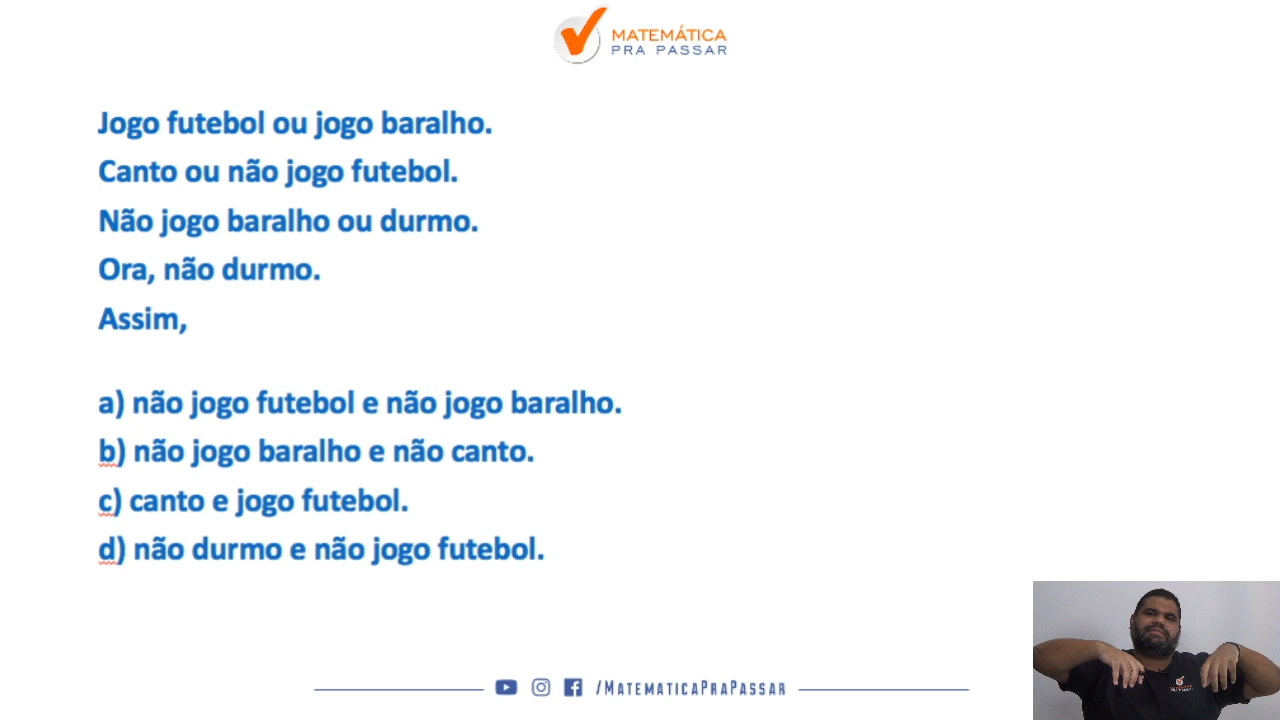 MATEMÁTICA
PRA PASSAR
Jogo futebol ou jogo baralho.
Canto ou não jogo futebol.
Não jogo baralho ou durmo.
Ora, não durmo.
Assim,
a) não jogo futebol e não jogo baralho.
b) não jogo baralho e não canto.
c) canto e jogo futebol.
d) não durmo e não jogo futebol.
/MATEMATICAPRAPASSAR